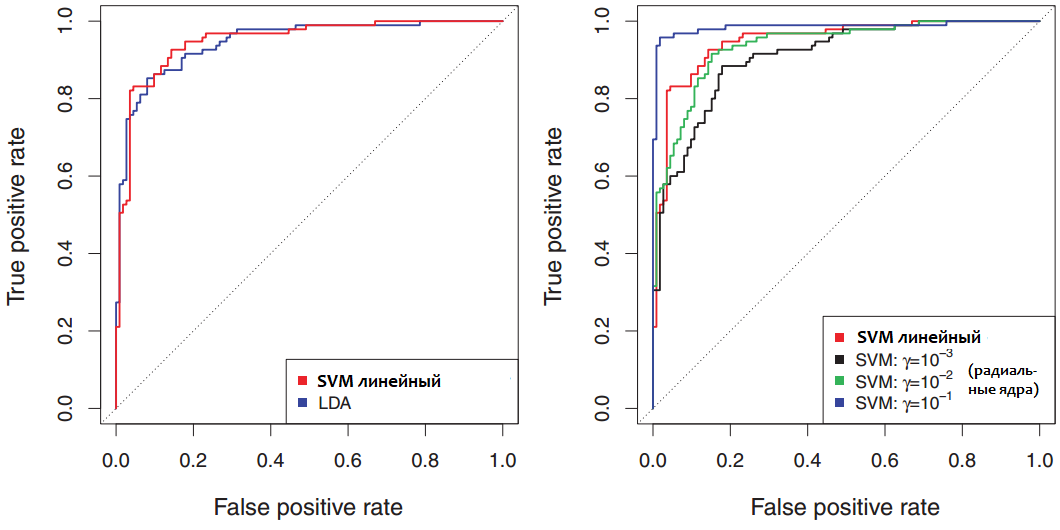 True positive rate
1.0
0.8
0.6
0.4
0.2
0.0
SVM линейный
LDA
0.0 0.2 0.4 0.6 0.8 1.0
False positive rate
True positive rate
1.0
0.8
0.6
0.4
0.2
0.0
SVM линейный
SVM: γ=10⁻³
SVM: γ=10⁻²
SVM: γ=10⁻¹
(радиаль-
ные ядра)
0.0 0.2 0.4 0.6 0.8 1.0
False positive rate